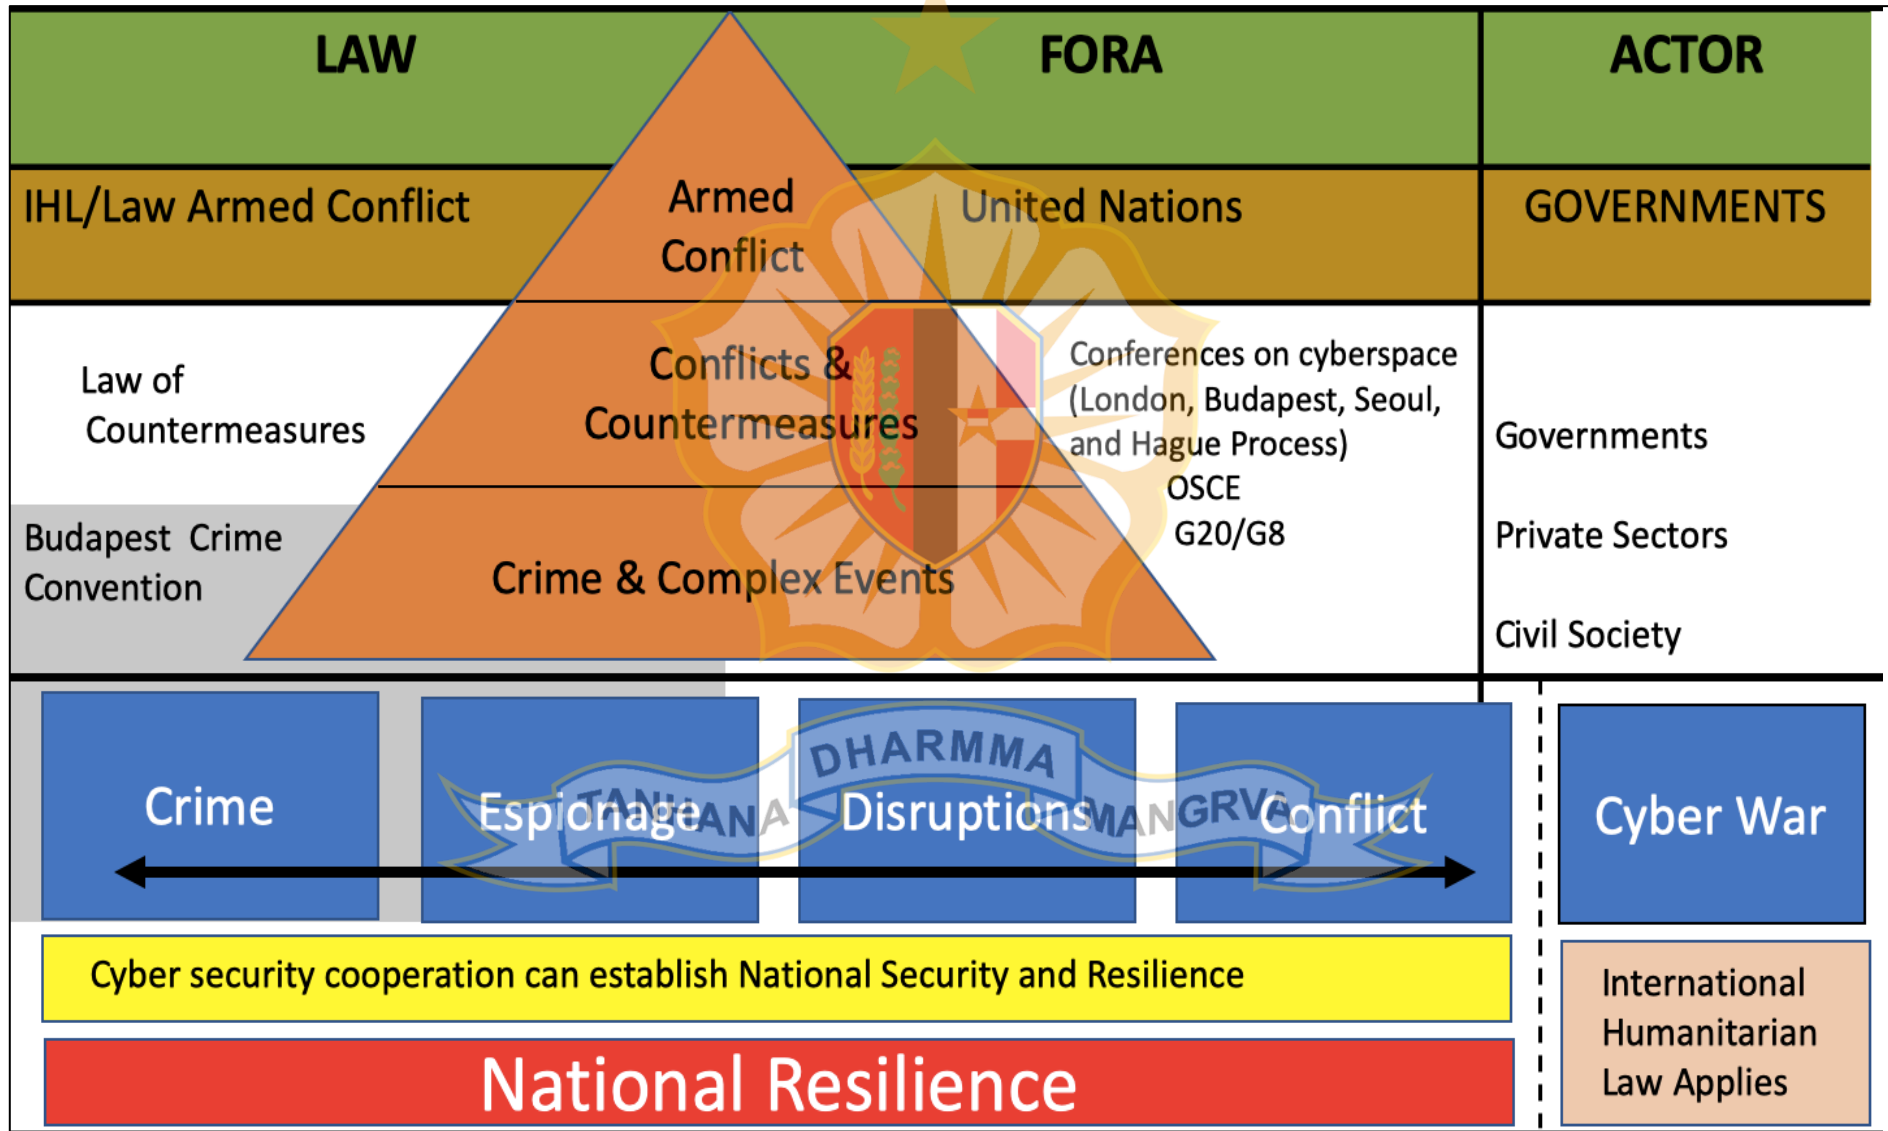 LAW
FORA
ACTOR
IHL/Law Armed Conflict
Armed
Conflict
United Nations
GOVERNMENTS
Law of
Countermeasures
Conflicts &
Countermeasures
Conferences on cyberspace
(London, Budapest, Seoul,
and Hague Process)
OSCE
G20/G8
Governments
Private Sectors
Civil Society
Budapest Crime
Convention
Crime & Complex Events
Crime
Espionage
Disruptions
Conflict
Cyber War
TANHANA DHARMMA MANGRVA
Cyber security cooperation can establish National Security and Resilience
National Resilience
International
Humanitarian
Law Applies